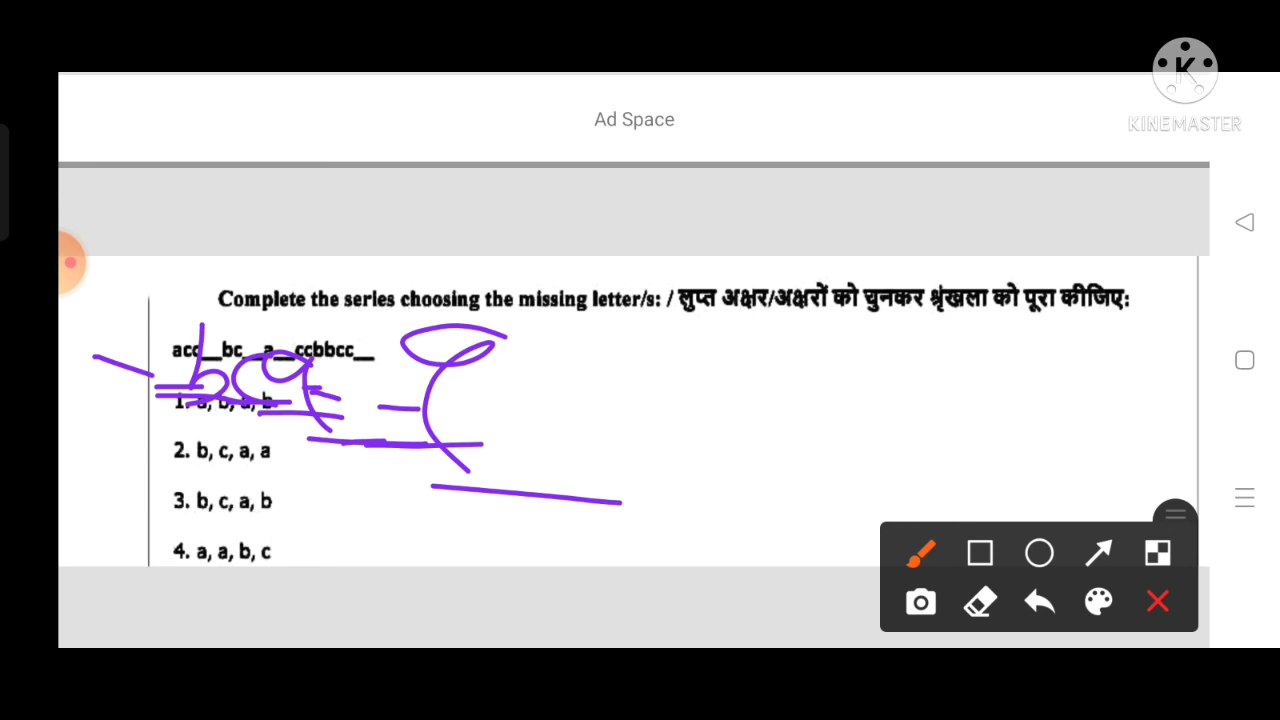 Ad Space
KINEMASTER
Complete the series choosing the missing letter/s: / लुप्त अक्षर/अक्षरों को चुनकर श्रृंखला को पूरा कीजिए:
acc__bc__a__ccbbcc__
1. a, b, a, b
2. b, c, a, a
3. b, c, a, b
4. a, a, b, c